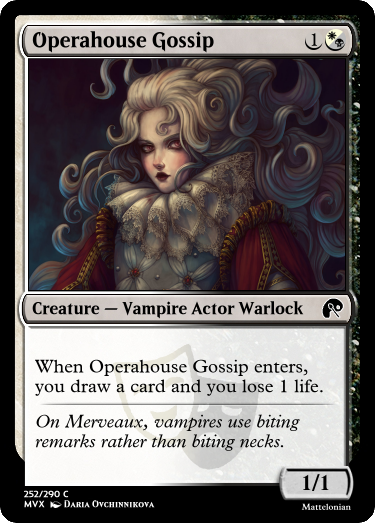 Operahouse Gossip 1
Creature — Vampire Actor Warlock
When Operahouse Gossip enters,
you draw a card and you lose 1 life.
On Merveaux, vampires use biting
remarks rather than biting necks.
1/1
252/290 C
MVX Daria Ovchinnikova
Mattelonian